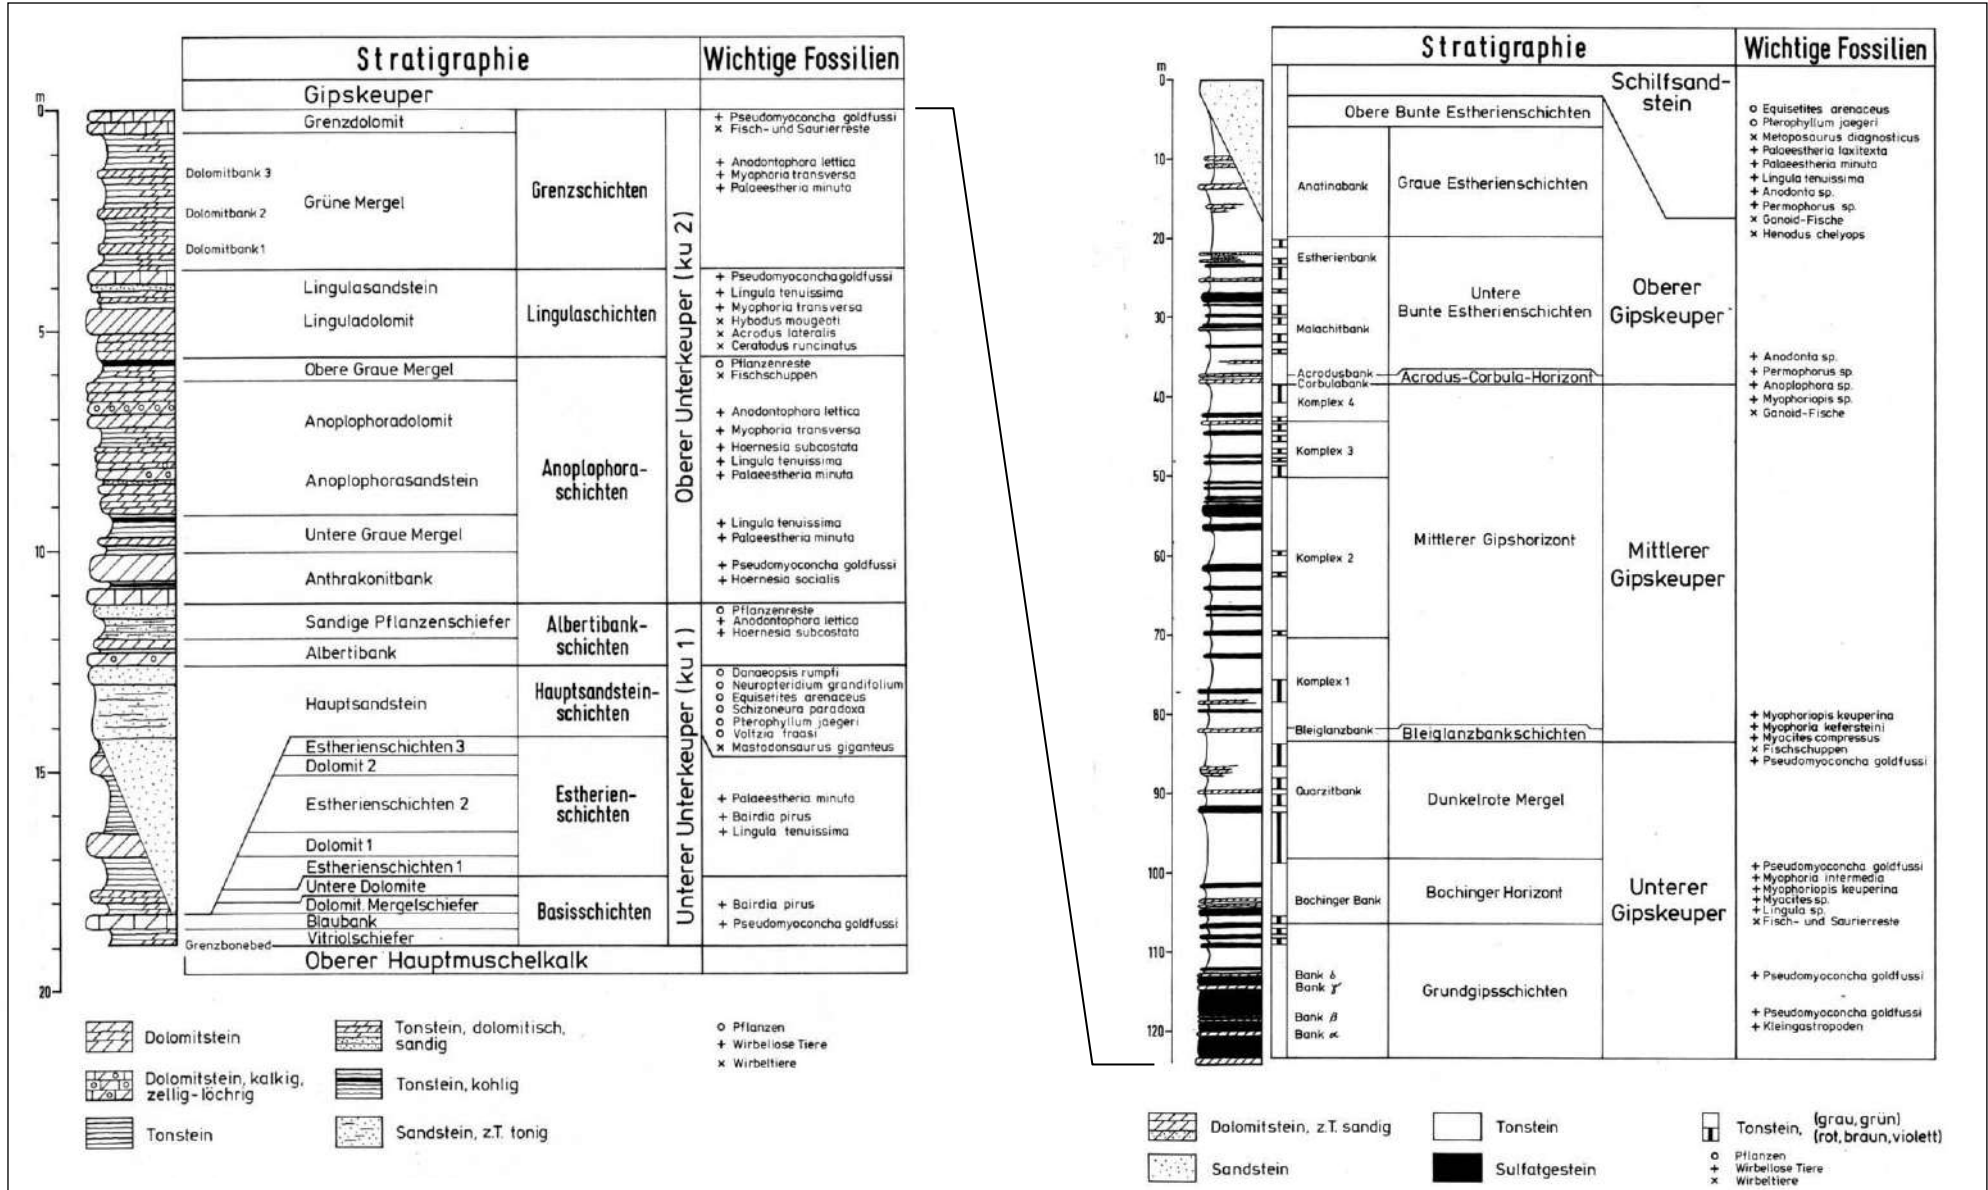 Stratigraphie
Wichtige Fossilien
Gipskeuper
m
0
5
10
15
20
Grenzdolomit
Dolomitbank 3
Grüne Mergel
Dolomitbank 2
Dolomitbank 1
Lingulasandstein
Linguladolomit
Obere Graue Mergel
Anoplophoradolomit
Anoplophorasandstein
Untere Graue Mergel
Anthrakonitbank
Sandige Pflanzenschiefer
Albertibank
Hauptsandstein
Estherienschichten 3
Dolomit 2
Estherienschichten 2
Dolomit 1
Estherienschichten 1
Untere Dolomite
Dolomit. Mergelschiefer
Blaubank
Vitriolschiefer
Grenzbonebed
Oberer Hauptmuschelkalk
Grenzschichten
Lingulaschichten
Anoplophora-
schichten
Albertibank-
schichten
Hauptsandstein-
schichten
Estherien-
schichten
Basisschichten
Oberer Unterkeuper (ku 2)
Unterer Unterkeuper (ku 1)
+ Pseudomyoconcha goldfussi
x Fisch- und Saurierreste
+ Anodontophora lettica
+ Myophoria transversa
+ Palaeestheria minuta
+ Pseudomyoconcha goldfussi
+ Lingula tenuissima
+ Myophoria transversa
x Hybodus mougeoti
x Acrodus lateralis
x Ceratodus runcinatus
o Pflanzenreste
x Fischschuppen
+ Anodontophora lettica
+ Myophoria transversa
+ Hoernesia subcostata
+ Lingula tenuissima
+ Palaeestheria minuta
+ Lingula tenuissima
+ Palaeestheria minuta
+ Pseudomyoconcha goldfussi
+ Hoernesia socialis
o Pflanzenreste
+ Anodontophora lettica
+ Hoernesia subcostata
o Danaeopsis rumpfi
o Neuropteridium grandifolium
o Equisetites arenaceus
o Schizoneura paradoxa
o Pterophyllum jaegeri
o Voltzia fraasi
x Mastodonsaurus giganteus
+ Palaeestheria minuta
+ Bairdia pirus
+ Lingula tenuissima
+ Bairdia pirus
+ Pseudomyoconcha goldfussi
Dolomitstein
Dolomitstein, kalkig,
zellig-löchrig
Tonstein
Tonstein, dolomitisch,
sandig
Tonstein, kohlig
Sandstein, z.T. tonig
o Pflanzen
+ Wirbellose Tiere
x Wirbeltiere
Stratigraphie
Wichtige Fossilien
m
0
10
20
30
40
50
60
70
80
90
100
110
120
Anatinabank
Estherienbank
Malachitbank
Acrodusbank
Corbulabank
Komplex 4
Komplex 3
Komplex 2
Komplex 1
Bleiglanzbank
Quarzitbank
Bochinger Bank
Bank δ
Bank γ
Bank β
Bank α
Obere Bunte Estherienschichten
Graue Estherienschichten
Untere
Bunte Estherienschichten
Acrodus-Corbula-Horizont
Mittlerer Gipshorizont
Bleiglanzbankschichten
Dunkelrote Mergel
Bochinger Horizont
Grundgipsschichten
Schilfsand-
stein
Oberer
Gipskeuper
Mittlerer
Gipskeuper
Unterer
Gipskeuper
o Equisetites arenaceus
o Pterophyllum jaegeri
x Metoposaurus diagnosticus
+ Palaeestheria laxitexta
+ Palaeestheria minuta
+ Lingula tenuissima
+ Anodonta sp.
+ Permophorus sp.
x Ganoid-Fische
x Henodus chelyops
+ Anodonta sp.
+ Permophorus sp.
+ Anoplophora sp.
+ Myophoriopis sp.
x Ganoid-Fische
+ Myophoriopis keuperina
+ Myophoria kefersteini
+ Myacites compressus
x Fischschuppen
+ Pseudomyoconcha goldfussi
+ Pseudomyoconcha goldfussi
+ Myophoria intermedia
+ Myophoriopis keuperina
+ Myacites sp.
+ Lingula sp.
x Fisch- und Saurierreste
+ Pseudomyoconcha goldfussi
+ Pseudomyoconcha goldfussi
+ Kleingastropoden
Dolomitstein, z.T. sandig
Sandstein
Tonstein
Sulfatgestein
Tonstein, (grau, grün)
(rot, braun, violett)
o Pflanzen
+ Wirbellose Tiere
x Wirbeltiere